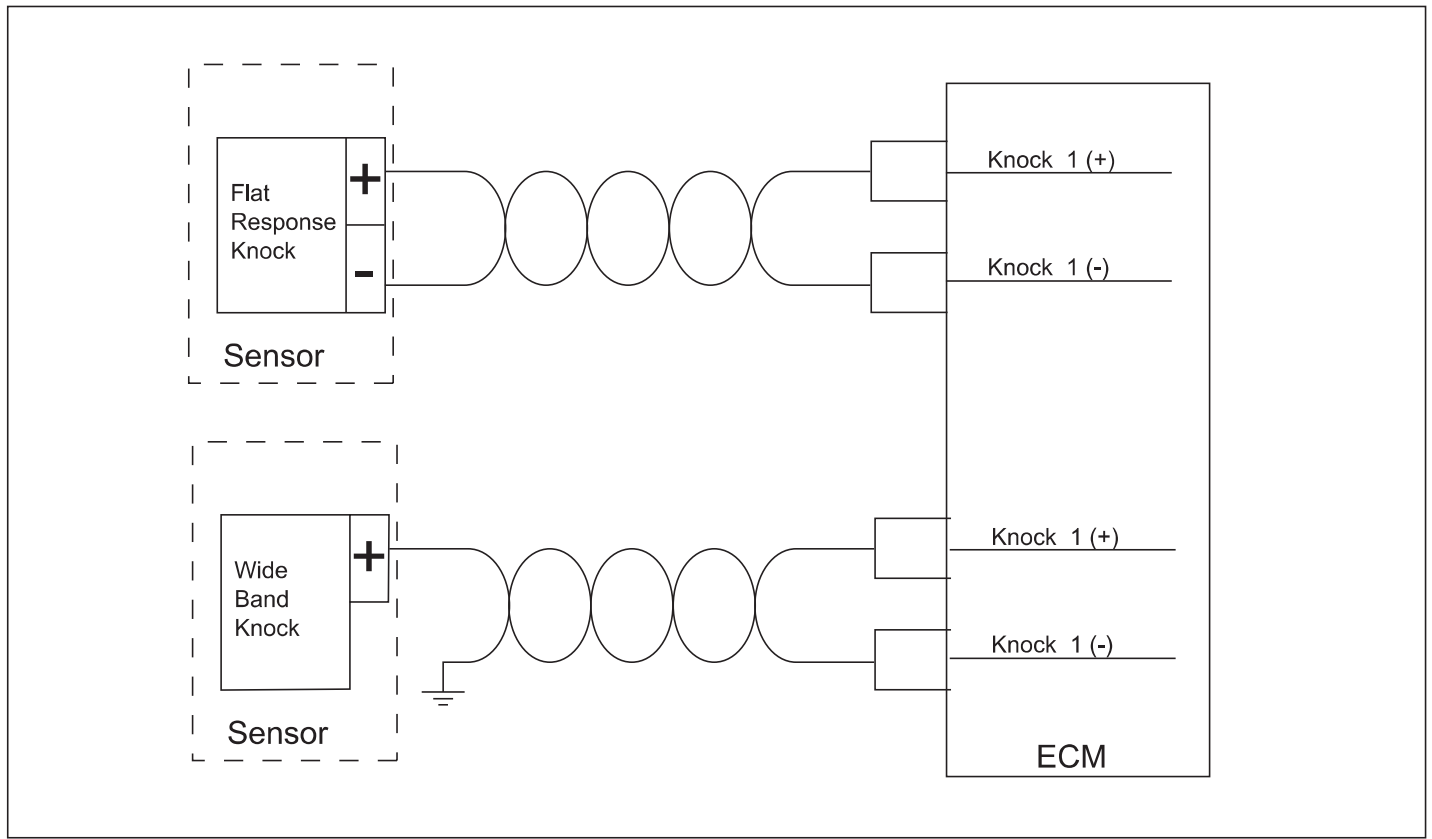 Flat
Response
Knock
+
-
Sensor
Knock 1 (+)
Knock 1 (-)
Wide
Band
Knock
+
Sensor
Knock 1 (+)
Knock 1 (-)
ECM